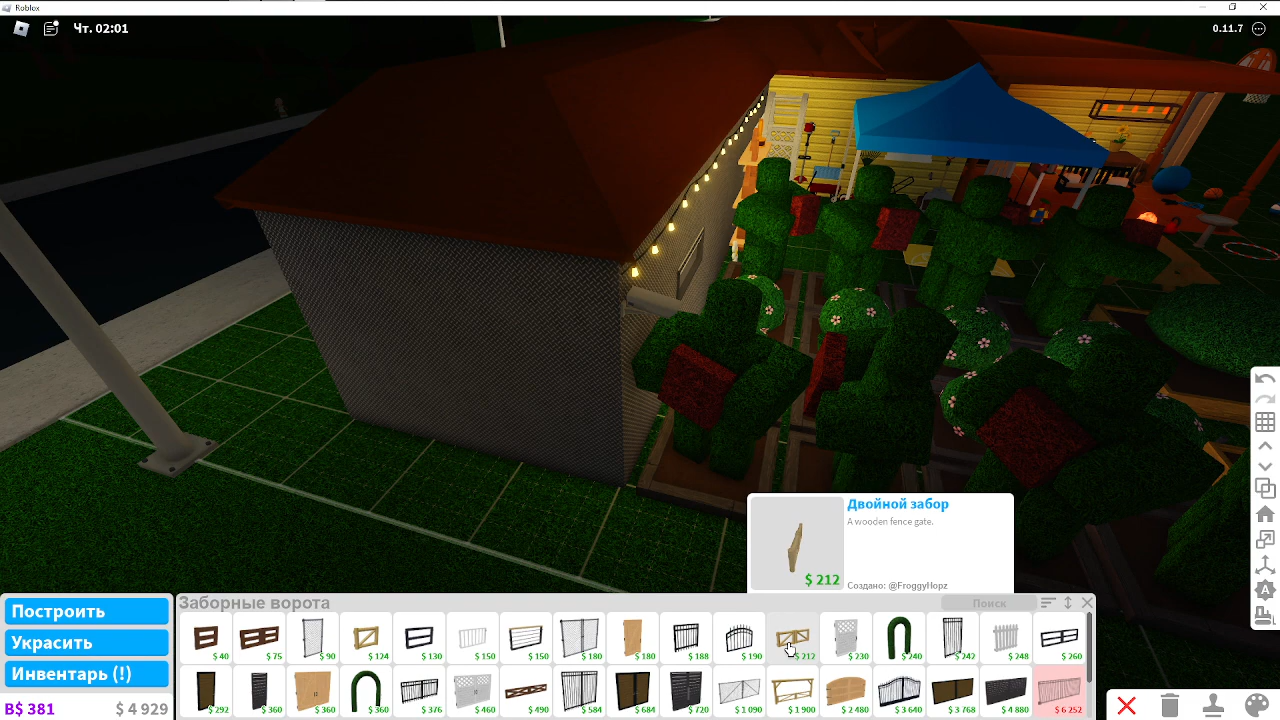 Roblox
Чт. 02:01
0.11.7
Двойной забор
A wooden fence gate.
$ 212
Создано: @FroggyHopz
Построить
Украсить
Инвентарь (!)
B$ 381
$ 4 929
Заборные ворота
Поиск
$ 40
$ 75
$ 90
$ 124
$ 130
$ 150
$ 150
$ 180
$ 180
$ 188
$ 190
$ 212
$ 230
$ 240
$ 242
$ 248
$ 260
$ 292
$ 360
$ 360
$ 360
$ 376
$ 460
$ 490
$ 584
$ 684
$ 720
$ 1 090
$ 1 900
$ 2 480
$ 3 640
$ 3 768
$ 4 880
$ 6 252